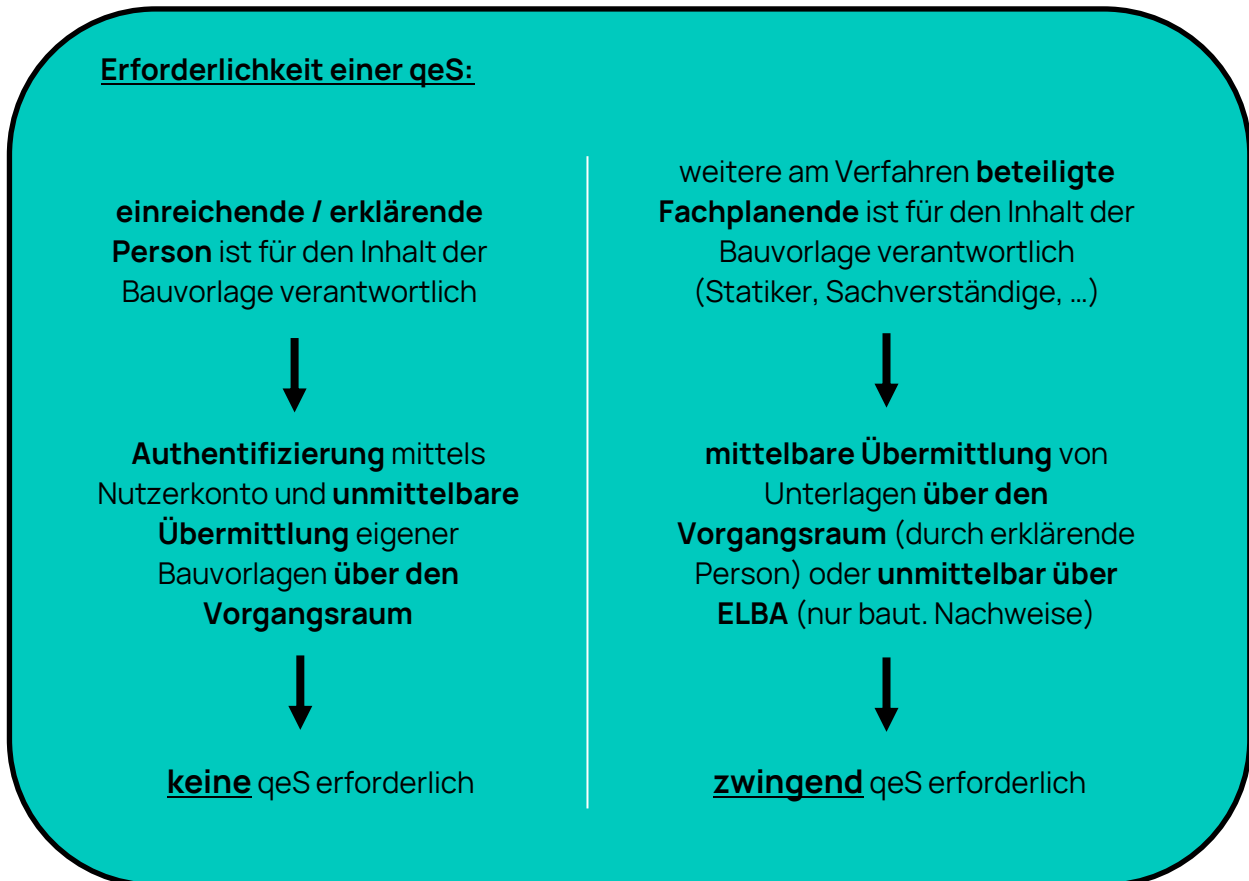 Erforderlichkeit einer qeS:
einreichende / erklärende
Person ist für den Inhalt der
Bauvorlage verantwortlich
Authentifizierung mittels
Nutzerkonto und unmittelbare
Übermittlung eigener
Bauvorlagen über den
Vorgangsraum
keine qeS erforderlich
weitere am Verfahren beteiligte
Fachplanende ist für den Inhalt der
Bauvorlage verantwortlich
(Statiker, Sachverständige, …)
mittelbare Übermittlung von
Unterlagen über den
Vorgangsraum (durch erklärende
Person) oder unmittelbar über
ELBA (nur baut. Nachweise)
zwingend qeS erforderlich